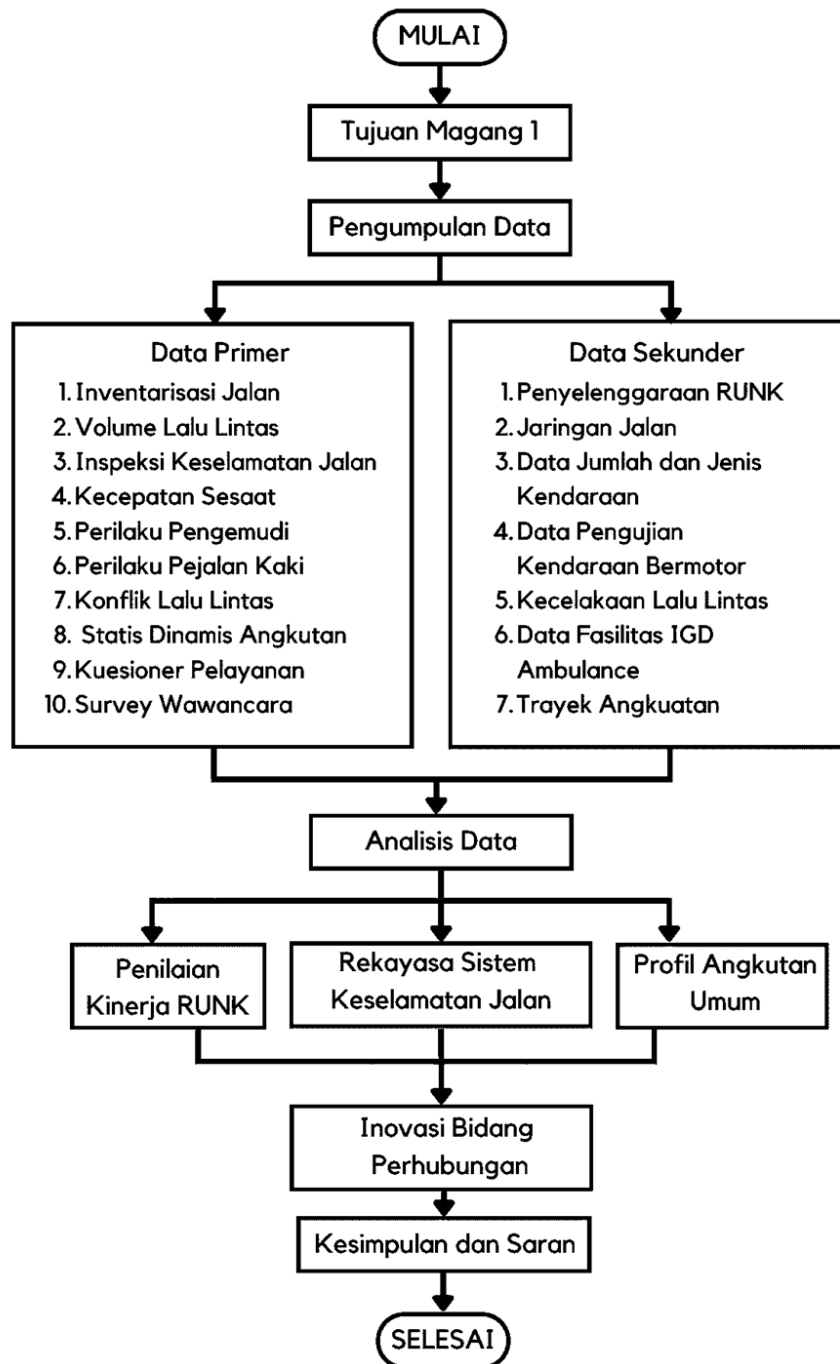 MULAI
Tujuan Magang 1
Pengumpulan Data
Data Primer
1. Inventarisasi Jalan
2. Volume Lalu Lintas
3. Inspeksi Keselamatan Jalan
4. Kecepatan Sesaat
5. Perilaku Pengemudi
6. Perilaku Pejalan Kaki
7. Konflik Lalu Lintas
8. Statis Dinamis Angkutan
9. Kuesioner Pelayanan
10. Survey Wawancara
Data Sekunder
1. Penyelenggaraan RUNK
2. Jaringan Jalan
3. Data Jumlah dan Jenis
Kendaraan
4. Data Pengujian
Kendaraan Bermotor
5. Kecelakaan Lalu Lintas
6. Data Fasilitas IGD
Ambulance
7. Trayek Angkuatan
Analisis Data
Penilaian
Kinerja RUNK
Rekayasa Sistem
Keselamatan Jalan
Profil Angkutan
Umum
Inovasi Bidang
Perhubungan
Kesimpulan dan Saran
SELESAI